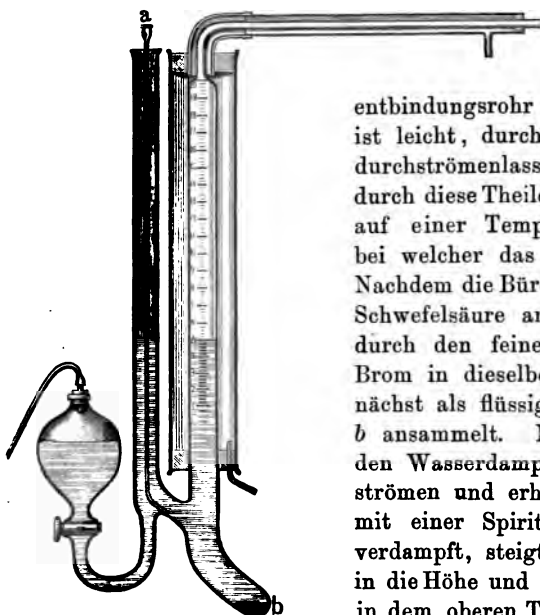 a
entbindungsrohr
ist leicht, durch
durchströmenlass
durch diese Theile
auf einer Temp
bei welcher das
Nachdem die Bür
Schwefelsäure an
durch den feine
Brom in dieselb
nächst als flüssig
b ansammelt.
den Wasserdamp
strömen und erh
mit einer Spirit
verdampft, steigt
in die Höhe und
in dem oberen T
b